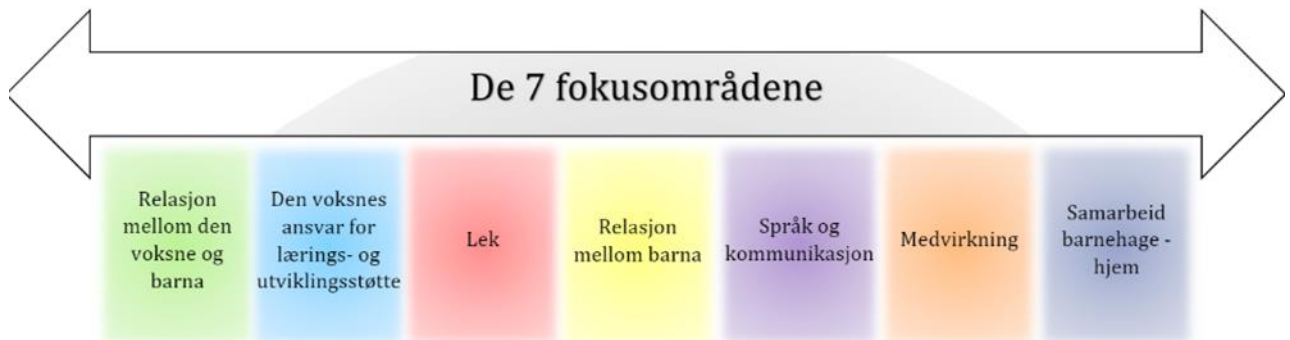 De 7 fokusområdene
Relasjon
mellom den
voksne og
barna
Den voksnes
ansvar for
lærings- og
utviklingsstøtte
Lek
Relasjon
mellom barna
Språk og
kommunikasjon
Medvirkning
Samarbeid
barnehage -
hjem